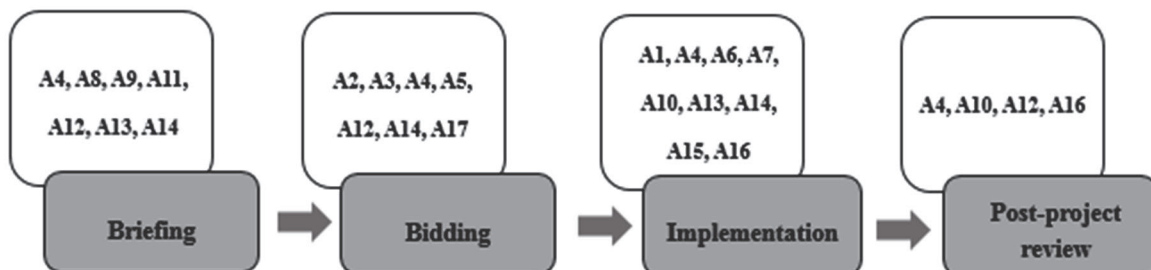 A4, A8, A9, A11,
A12, A13, A14
Briefing
A2, A3, A4, A5,
A12, A14, A17
Bidding
A1, A4, A6, A7,
A10, A13, A14,
A15, A16
Implementation
A4, A10, A12, A16
Post-project
review